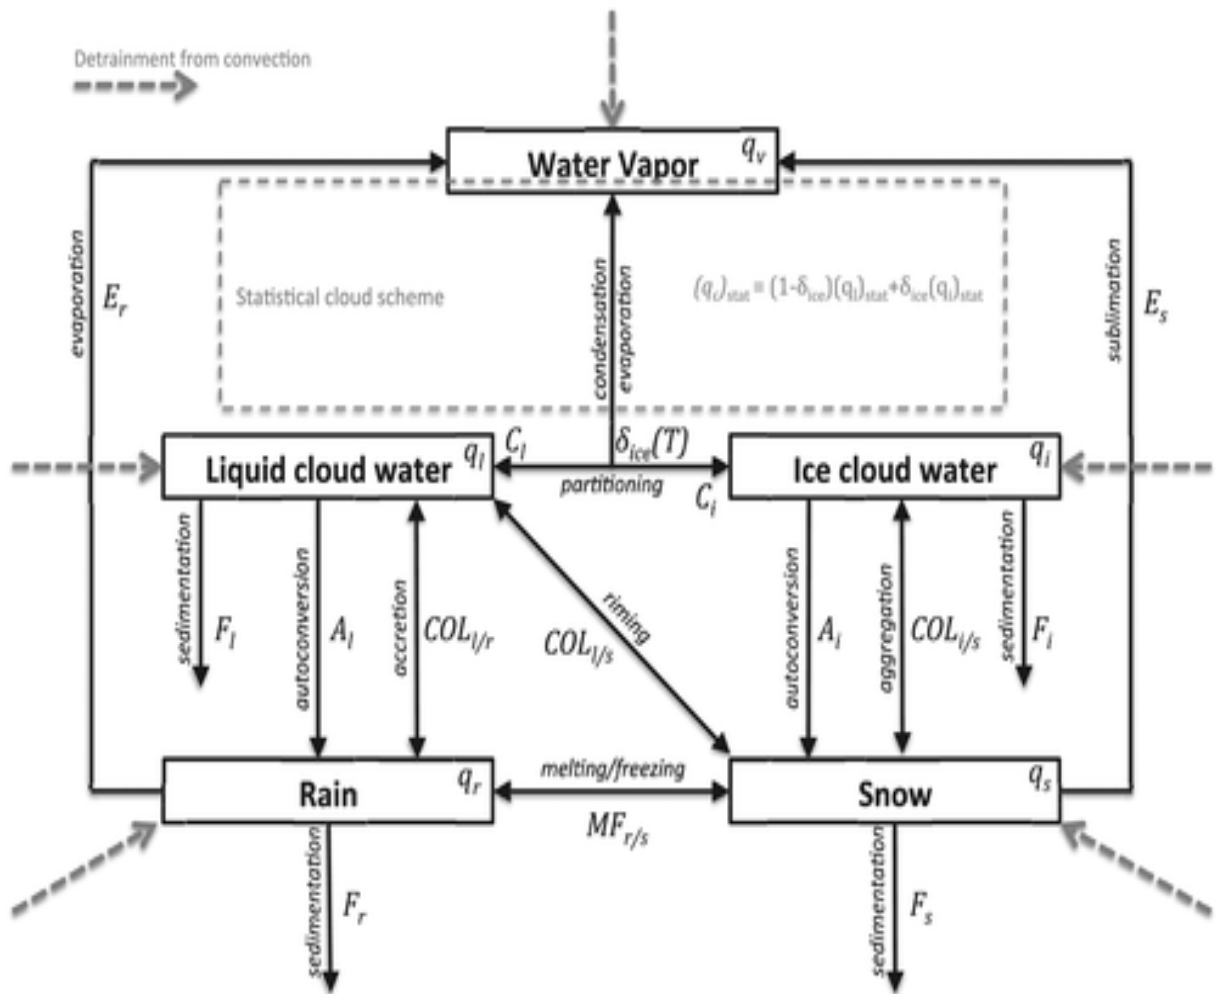 Detrainment from convection
Water Vapor
q_v
evaporation
E_r
Statistical cloud scheme
condensation
evaporation
(q_c)_stat = (1-δ_ice)(q_l)_stat+δ_ice(q_i)_stat
sublimation
E_s
Liquid cloud water
q_l
C_l
δ_ice(T)
partitioning
C_i
Ice cloud water
q_i
sedimentation
F_l
autoconversion
A_l
accretion
COL_l/r
riming
COL_l/s
autoconversion
A_i
aggregation
COL_i/s
sedimentation
F_i
Rain
q_r
melting/freezing
MF_r/s
Snow
q_s
sedimentation
F_r
sedimentation
F_s